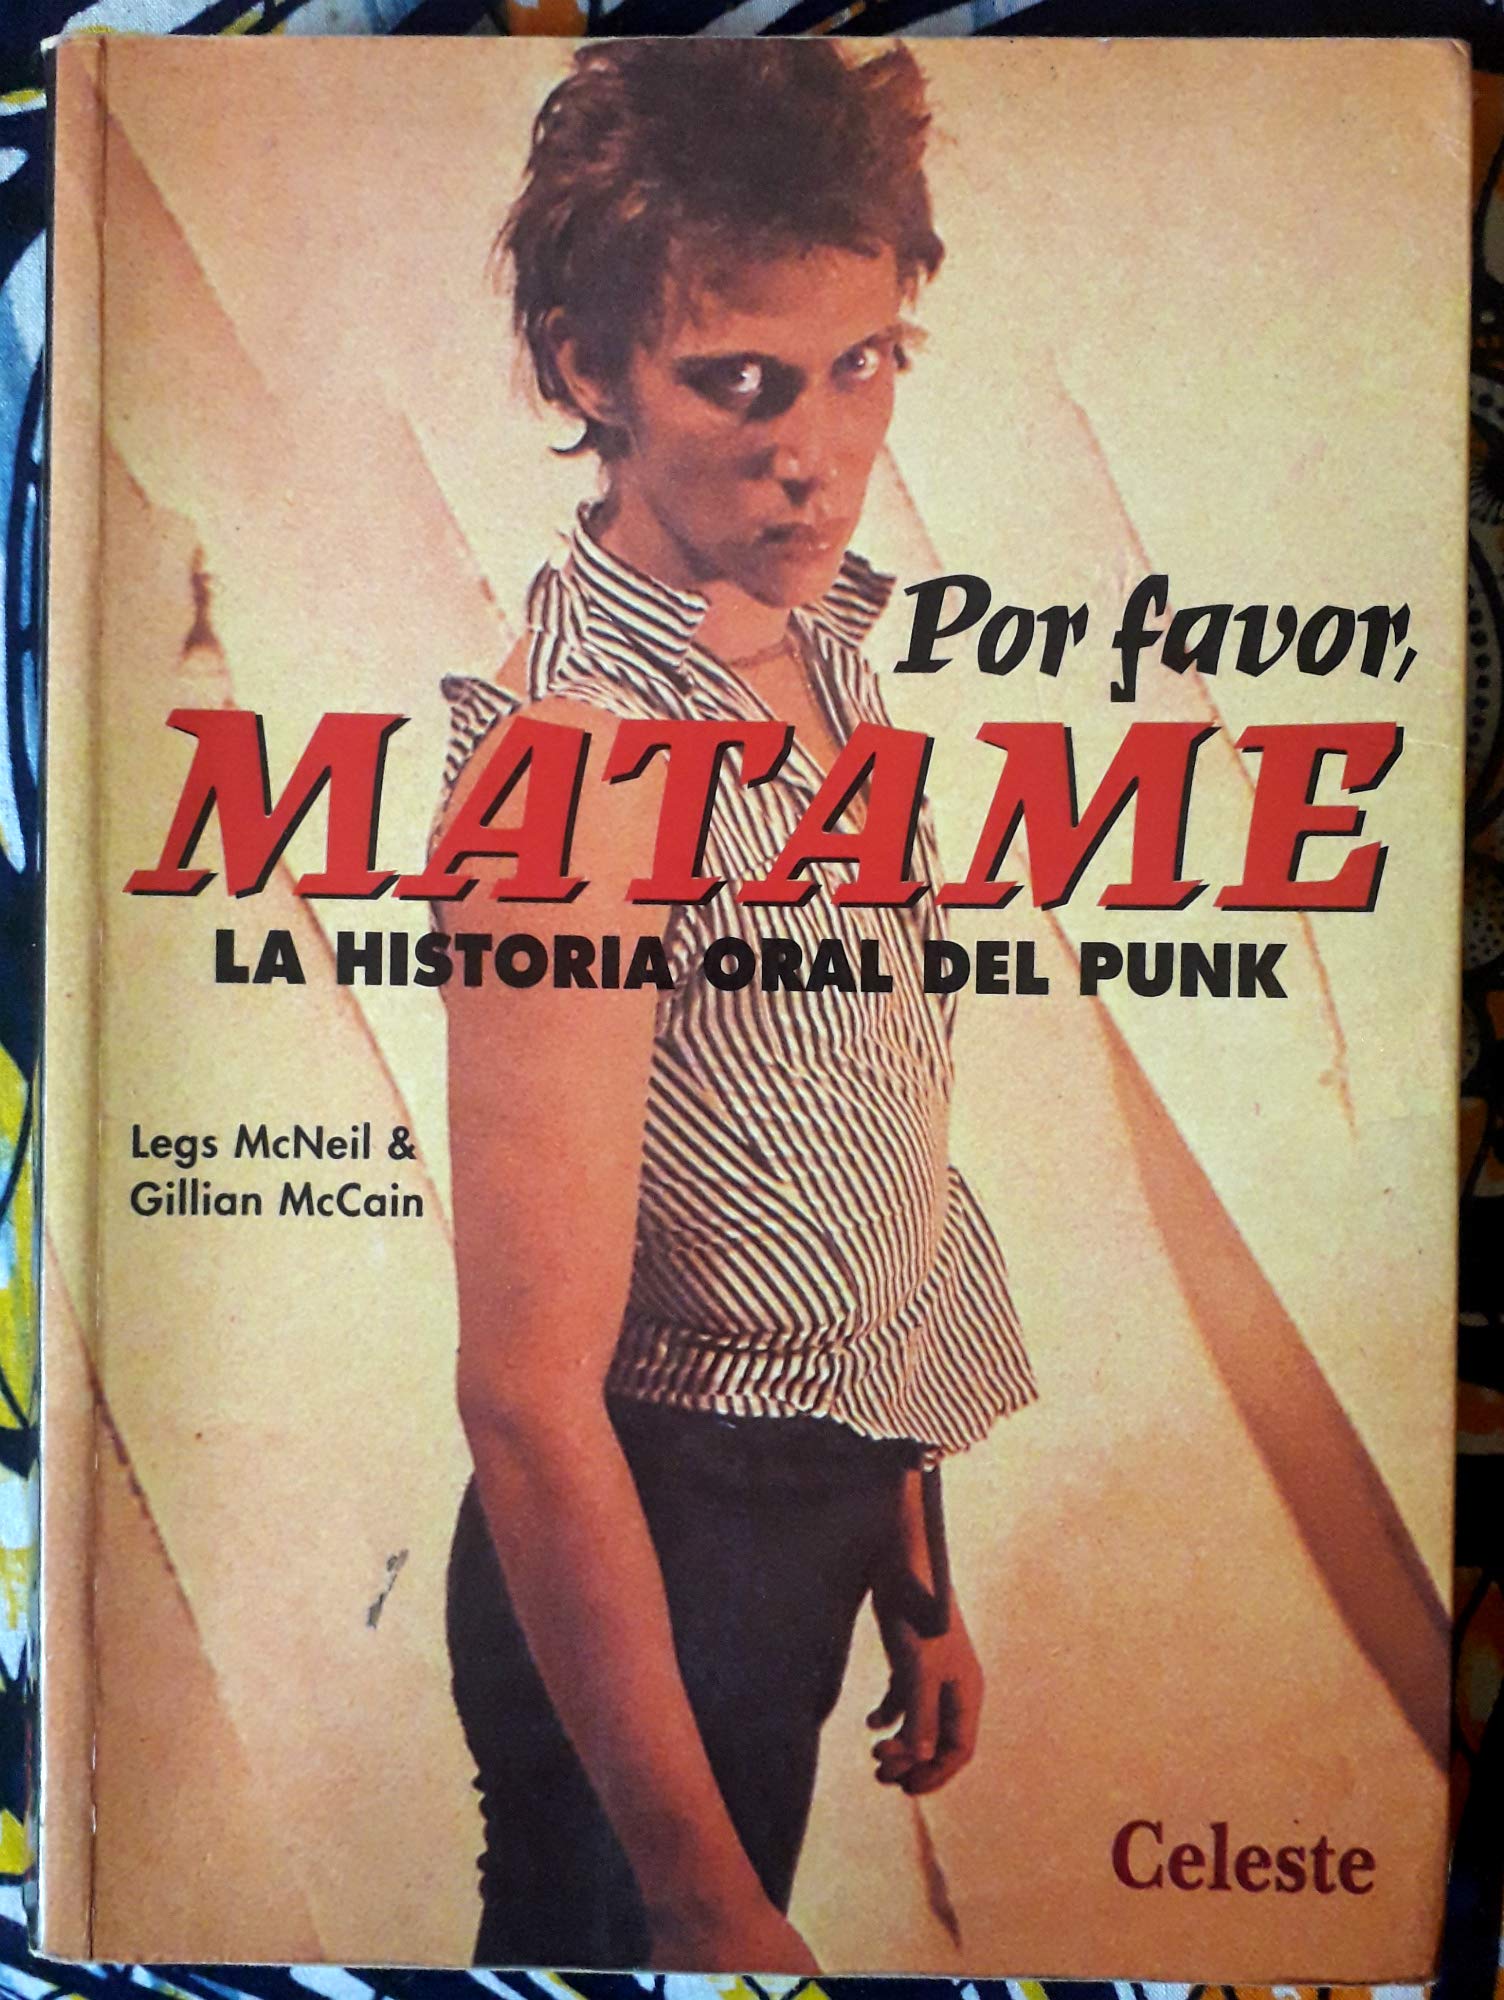 Por favor,
MATAME
LA HISTORIA ORAL DEL PUNK
Legs McNeil &
Gillian McCain
Celeste